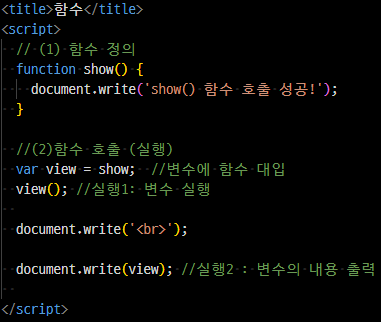 <title>함수</title>
<script>
// (1) 함수 정의
function show() {
document.write('show() 함수 호출 성공!');
}
//(2)함수 호출 (실행)
var view = show; //변수에 함수 대입
view(); //실행1: 변수 실행
document.write('<br>');
document.write(view); //실행2 : 변수의 내용 출력
</script>